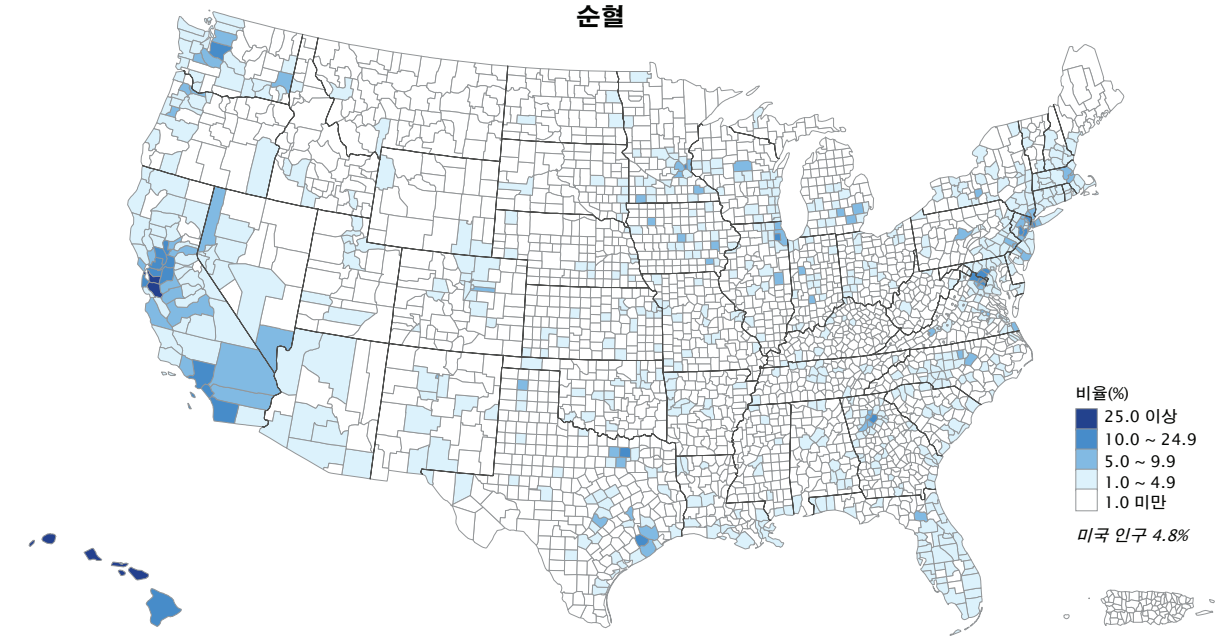 순혈
비율(%)
25.0 이상
10.0 ~ 24.9
5.0 ~ 9.9
1.0 ~ 4.9
1.0 미만
미국 인구 4.8%